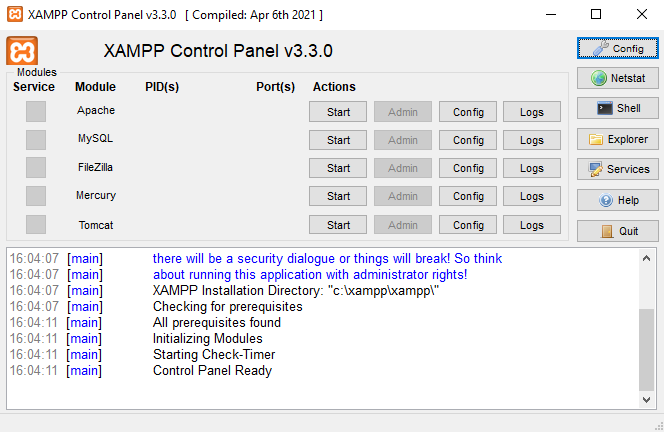 XAMPP Control Panel v3.3.0 [ Compiled: Apr 6th 2021 ]
XAMPP Control Panel v3.3.0
Config
Modules
Service Module PID(s) Port(s) Actions
Netstat
Apache Start Admin Config Logs
Shell
MySQL Start Admin Config Logs
Explorer
FileZilla Start Admin Config Logs
Services
Mercury Start Admin Config Logs
Help
Tomcat Start Admin Config Logs
Quit
16:04:07 [main] there will be a security dialogue or things will break! So think
16:04:07 [main] about running this application with administrator rights!
16:04:07 [main] XAMPP Installation Directory: "c:\xampp\xampp\"
16:04:07 [main] Checking for prerequisites
16:04:11 [main] All prerequisites found
16:04:11 [main] Initializing Modules
16:04:11 [main] Starting Check-Timer
16:04:11 [main] Control Panel Ready